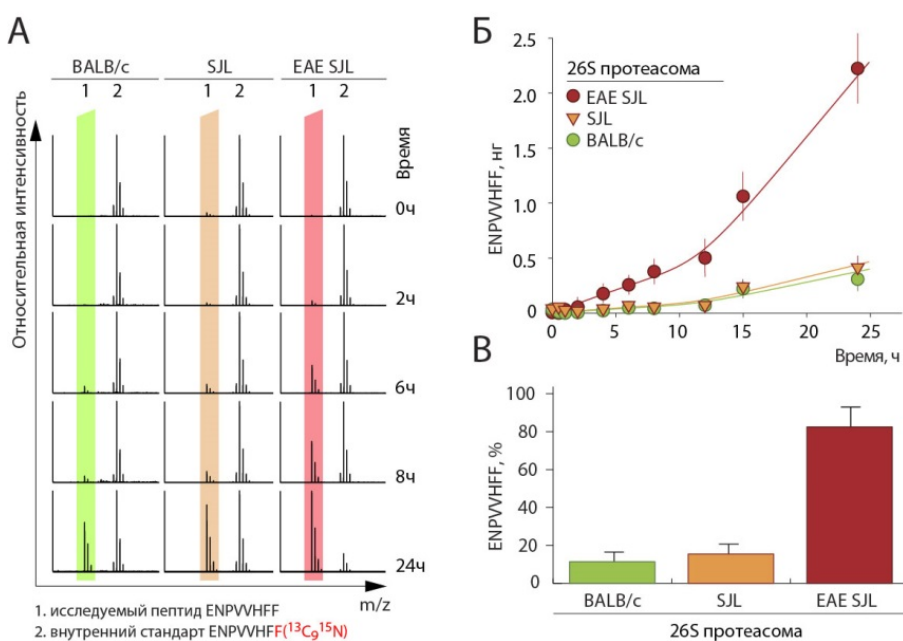 А
BALB/c SJL EAE SJL
1 2 1 2 1 2
Относительная интенсивность
Время
0ч
2ч
6ч
8ч
24ч
m/z
1. исследуемый пептид ENPVVHFF
2. внутренний стандарт ENPVVHFF(¹³C₉¹⁵N)
Б
ENPVVHFF, нг
2.5
2.0
1.5
1.0
0.5
0
26S протеасома
EAE SJL
SJL
BALB/c
0 5 10 15 20 25
Время, ч
В
ENPVVHFF, %
100
80
60
40
20
0
BALB/c SJL EAE SJL
26S протеасома